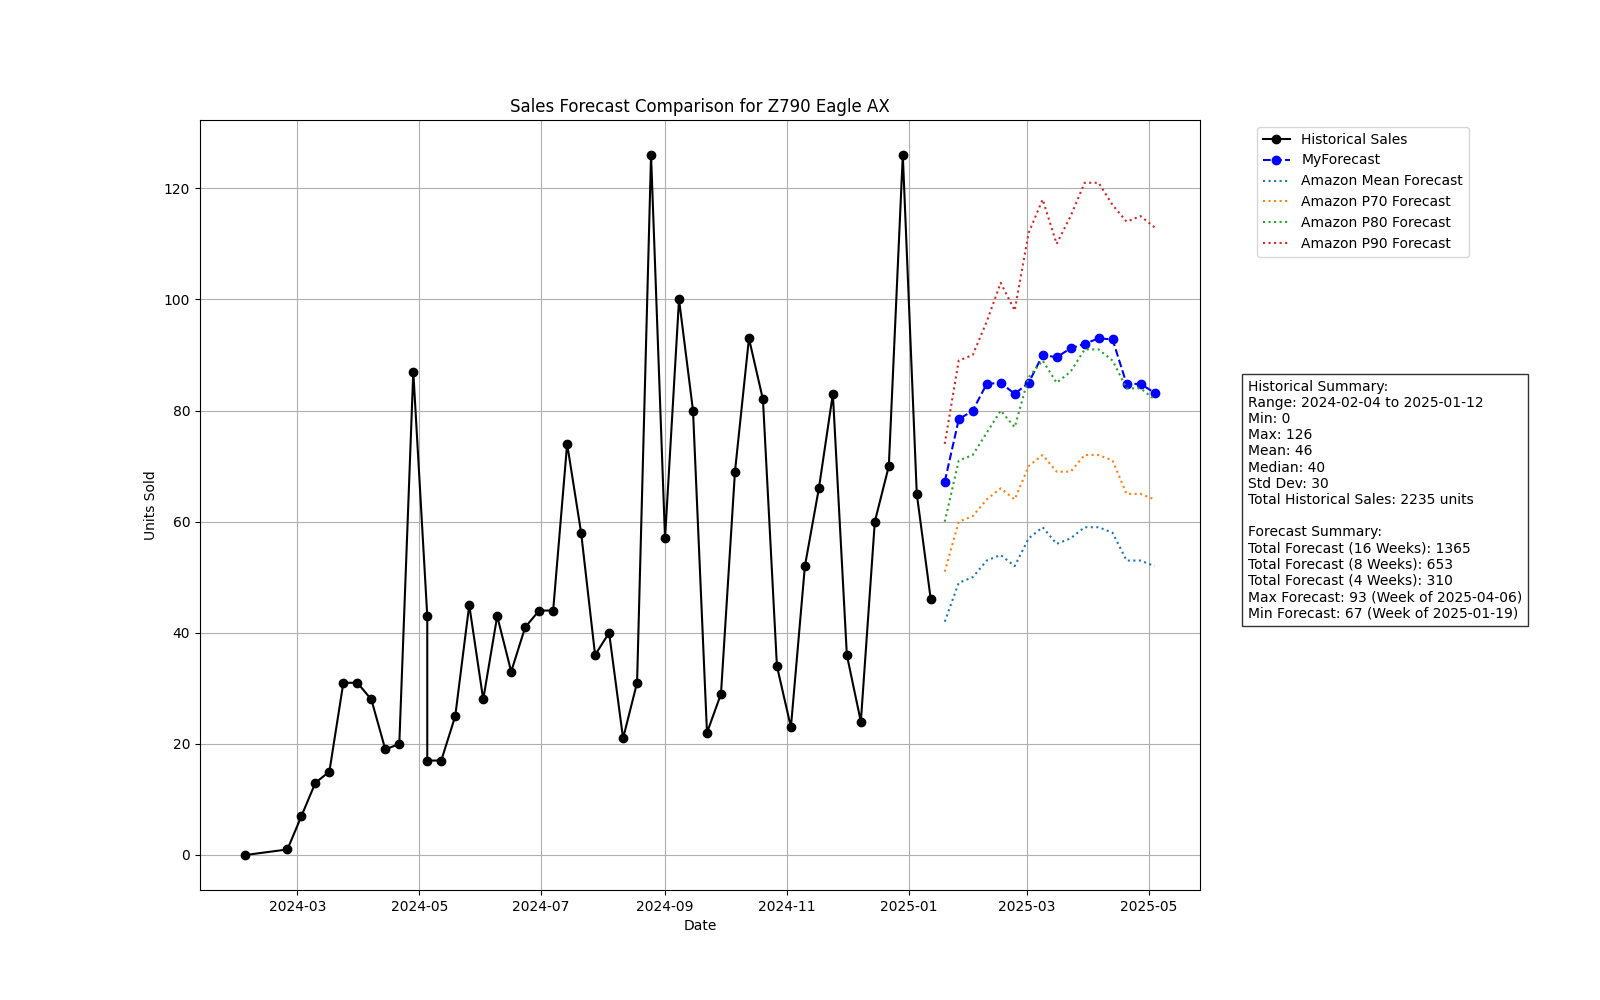 Sales Forecast Comparison for Z790 Eagle AX
Units Sold
120
100
80
60
40
20
0
2024-03
2024-05
2024-07
2024-09
2024-11
2025-01
2025-03
2025-05
Date
Historical Sales
MyForecast
Amazon Mean Forecast
Amazon P70 Forecast
Amazon P80 Forecast
Amazon P90 Forecast
Historical Summary:
Range: 2024-02-04 to 2025-01-12
Min: 0
Max: 126
Mean: 46
Median: 40
Std Dev: 30
Total Historical Sales: 2235 units
Forecast Summary:
Total Forecast (16 Weeks): 1365
Total Forecast (8 Weeks): 653
Total Forecast (4 Weeks): 310
Max Forecast: 93 (Week of 2025-04-06)
Min Forecast: 67 (Week of 2025-01-19)